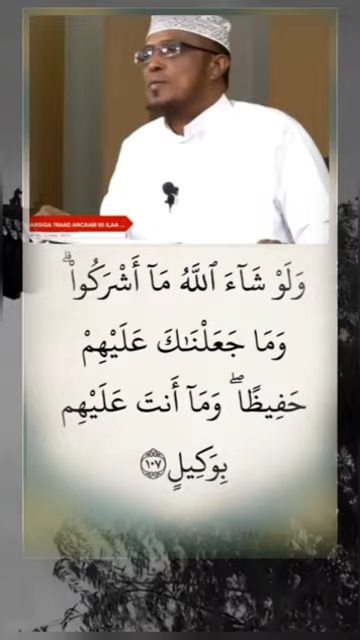 وَلَوْ شَآءَ ٱللَّهُ مَآ أَشْرَكُوا۟ ۗ
وَمَا جَعَلْنَـٰكَ عَلَيْهِمْ
حَفِيظًا ۖ وَمَآ أَنتَ عَلَيْهِم
بِوَكِيلٍ ١٠٧